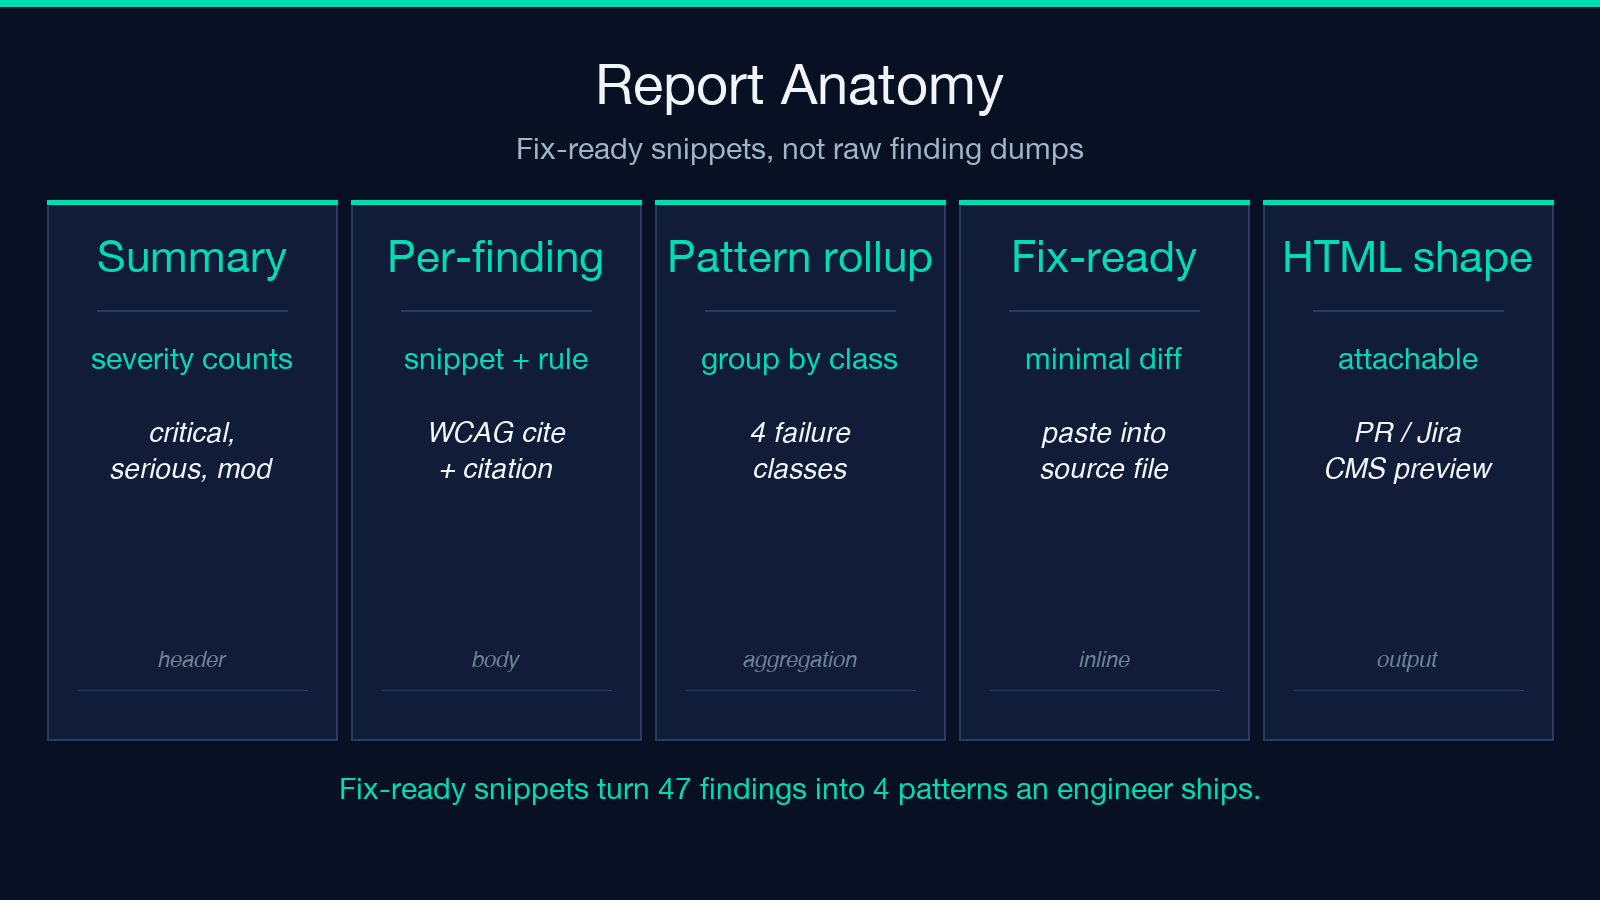 Report Anatomy
Fix-ready snippets, not raw finding dumps
Summary
severity counts
critical,
serious, mod
header
Per-finding
snippet + rule
WCAG cite
+ citation
body
Pattern rollup
group by class
4 failure
classes
aggregation
Fix-ready
minimal diff
paste into
source file
inline
HTML shape
attachable
PR / Jira
CMS preview
output
Fix-ready snippets turn 47 findings into 4 patterns an engineer ships.